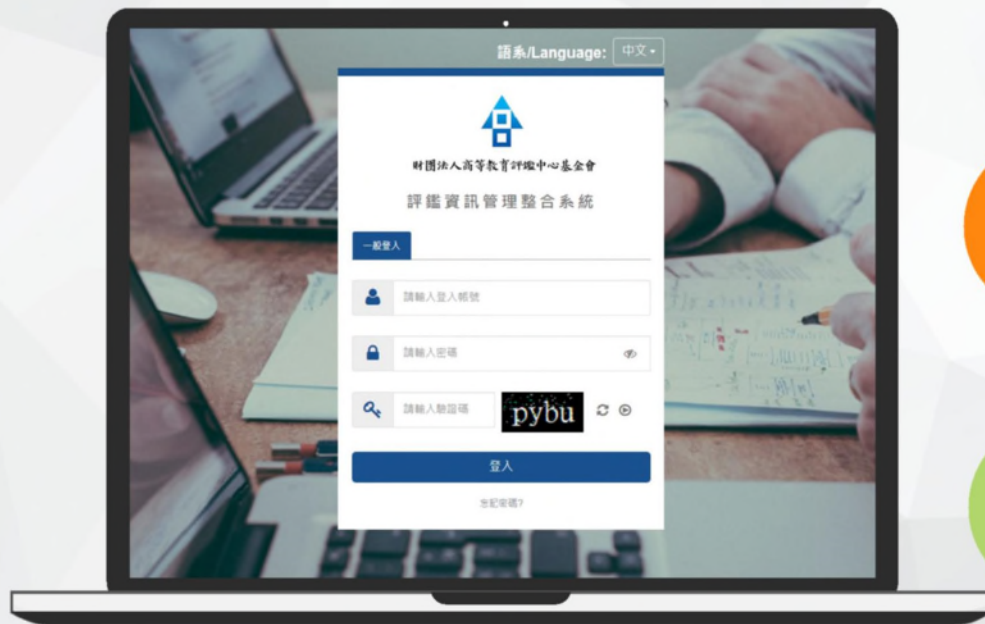 語系/Language: 中文
財團法人高等教育評鑑中心基金會
評鑑資訊管理整合系統
一般登入
請輸入登入帳號
請輸入密碼
請輸入驗證碼
pybu
登入
忘記密碼?